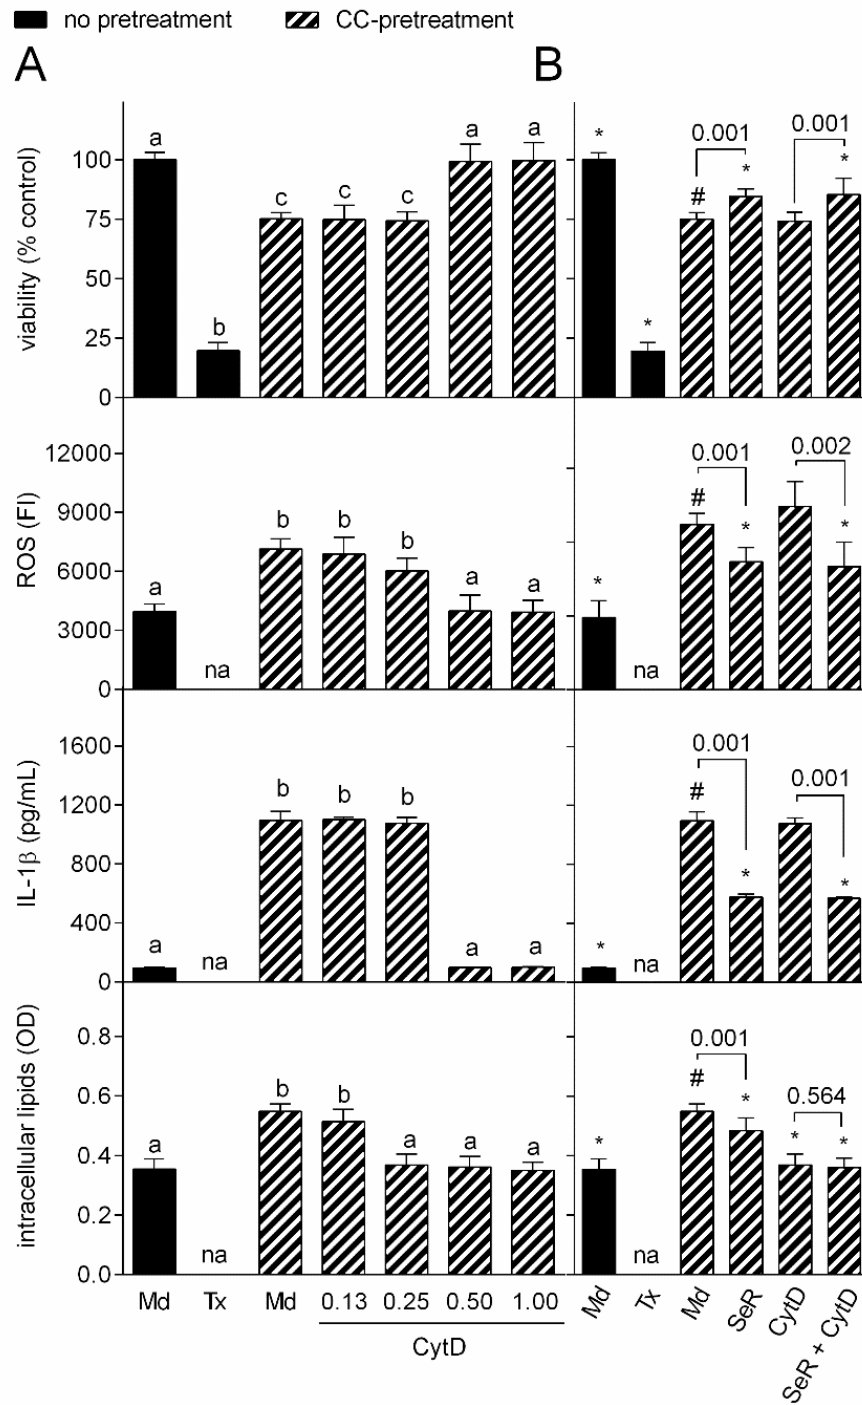 no pretreatment CC-pretreatment
A B
viability (% control)
100
75
50
25
0
a b c c c a a
* * # * *
0.001 0.001
ROS (FI)
12000
9000
6000
3000
0
a na b b b a a
* na # * *
0.001 0.002
IL-1β (pg/mL)
1600
1200
800
400
0
a na b b b a a
* na # * *
0.001 0.001
intracellular lipids (OD)
0.8
0.6
0.4
0.2
0.0
a na b b a a a
* na # * * *
0.001 0.564
Md Tx Md 0.13 0.25 0.50 1.00
CytD
Md Tx Md SeR CytD SeR + CytD